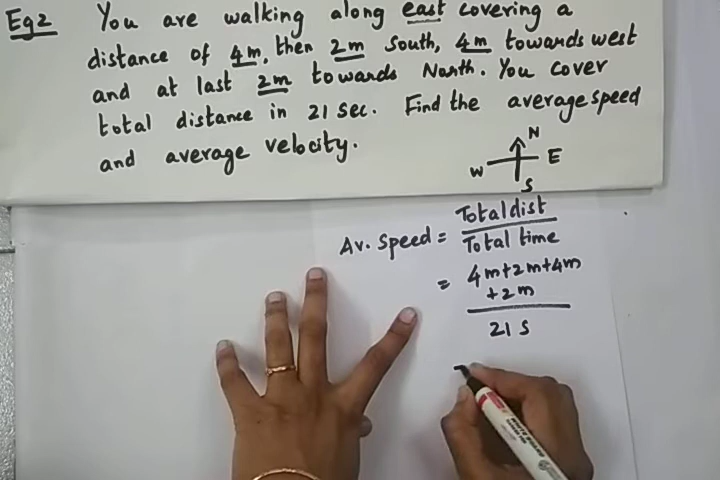 Eg2 You are walking along east covering a
distance of 4m, then 2m South, 4m towards west
and at last 2m towards North. You cover
total distance in 21 sec. Find the average speed
and average velocity.
N
W E
S
Av. Speed = Total dist
Total time
= 4m+2m+4m
+2m
21 s